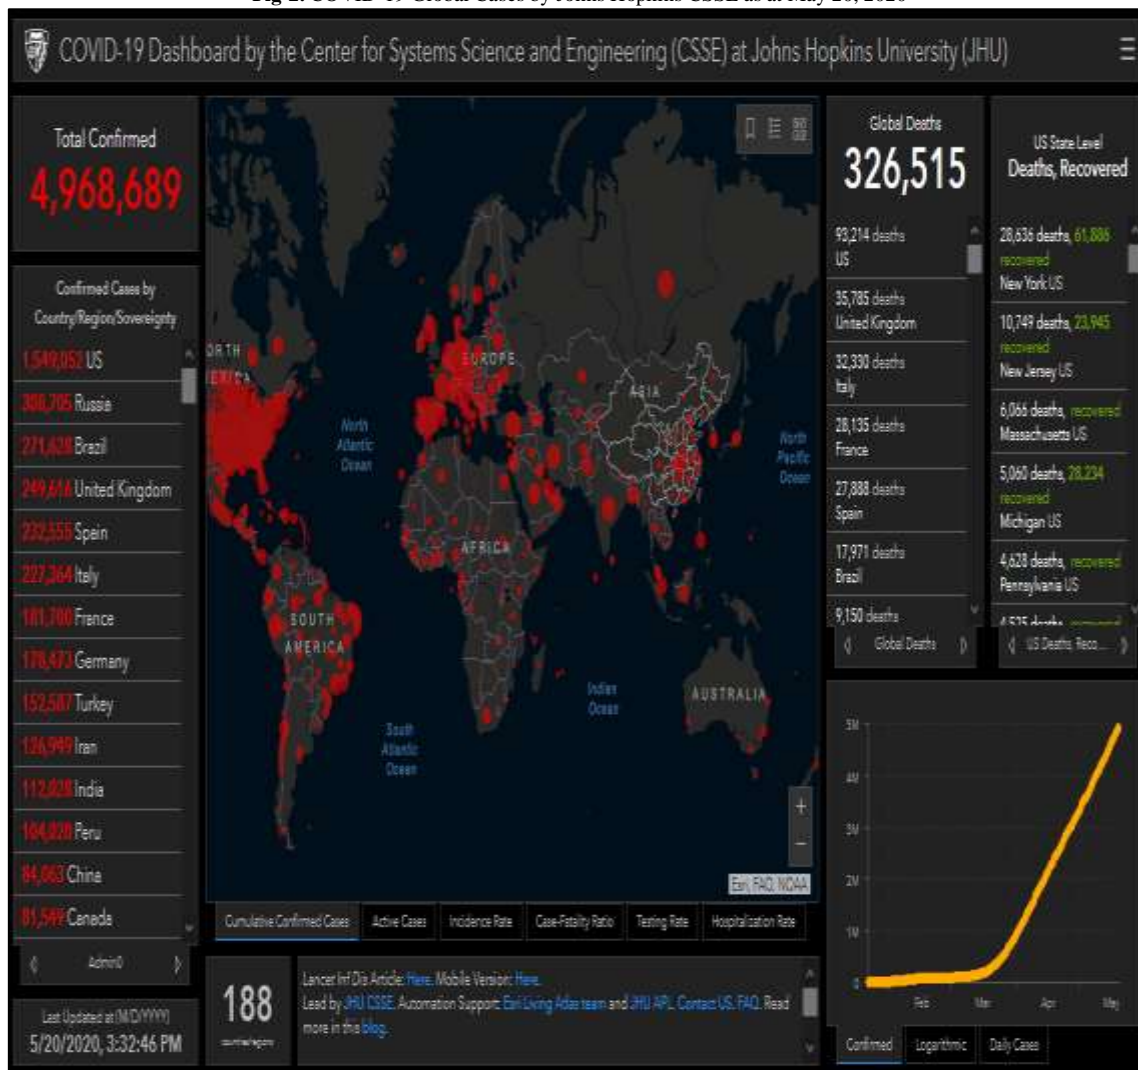 Fig 2. COVID-19 Global Cases by Johns Hopkins CSSE as at May 20, 2020
COVID-19 Dashboard by the Center for Systems Science and Engineering (CSSE) at Johns Hopkins University (JHU)
Total Confirmed
4,968,689
Confirmed Cases by
Country/Region/Sovereignty
1,549,052 US
308,705 Russia
271,628 Brazil
249,616 United Kingdom
232,555 Spain
227,364 Italy
181,700 France
178,473 Germany
152,587 Turkey
126,949 Iran
112,028 India
104,020 Peru
84,063 China
81,549 Canada
Admin0
Last Updated at (M/D/YYYY)
5/20/2020, 3:32:46 PM
NORTH
AMERICA
EUROPE
ASIA
North
Atlantic
Ocean
North
Pacific
Ocean
AFRICA
SOUTH
AMERICA
Indian
Ocean
AUSTRALIA
South
Atlantic
Ocean
+
−
Esri, FAO, NOAA
Cumulative Confirmed Cases
Active Cases
Incidence Rate
Case-Fatality Ratio
Testing Rate
Hospitalization Rate
188
countries/regions
Lancet Inf Dis Article: Here. Mobile Version: Here.
Lead by JHU CSSE. Automation Support: Esri Living Atlas team and JHU APL. Contact US. FAQ. Read
more in this blog.
Global Deaths
326,515
93,214 deaths
US
35,785 deaths
United Kingdom
32,330 deaths
Italy
28,135 deaths
France
27,888 deaths
Spain
17,971 deaths
Brazil
9,150 deaths
Global Deaths
US State Level
Deaths, Recovered
28,636 deaths, 61,886
recovered
New York US
10,749 deaths, 23,945
recovered
New Jersey US
6,066 deaths, recovered
Massachusetts US
5,060 deaths, 28,234
recovered
Michigan US
4,628 deaths, recovered
Pennsylvania US
4,525 deaths, recovered
US Deaths, Reco...
5M
4M
3M
2M
1M
0
Feb
Mar
Apr
May
Confirmed
Logarithmic
Daily Cases